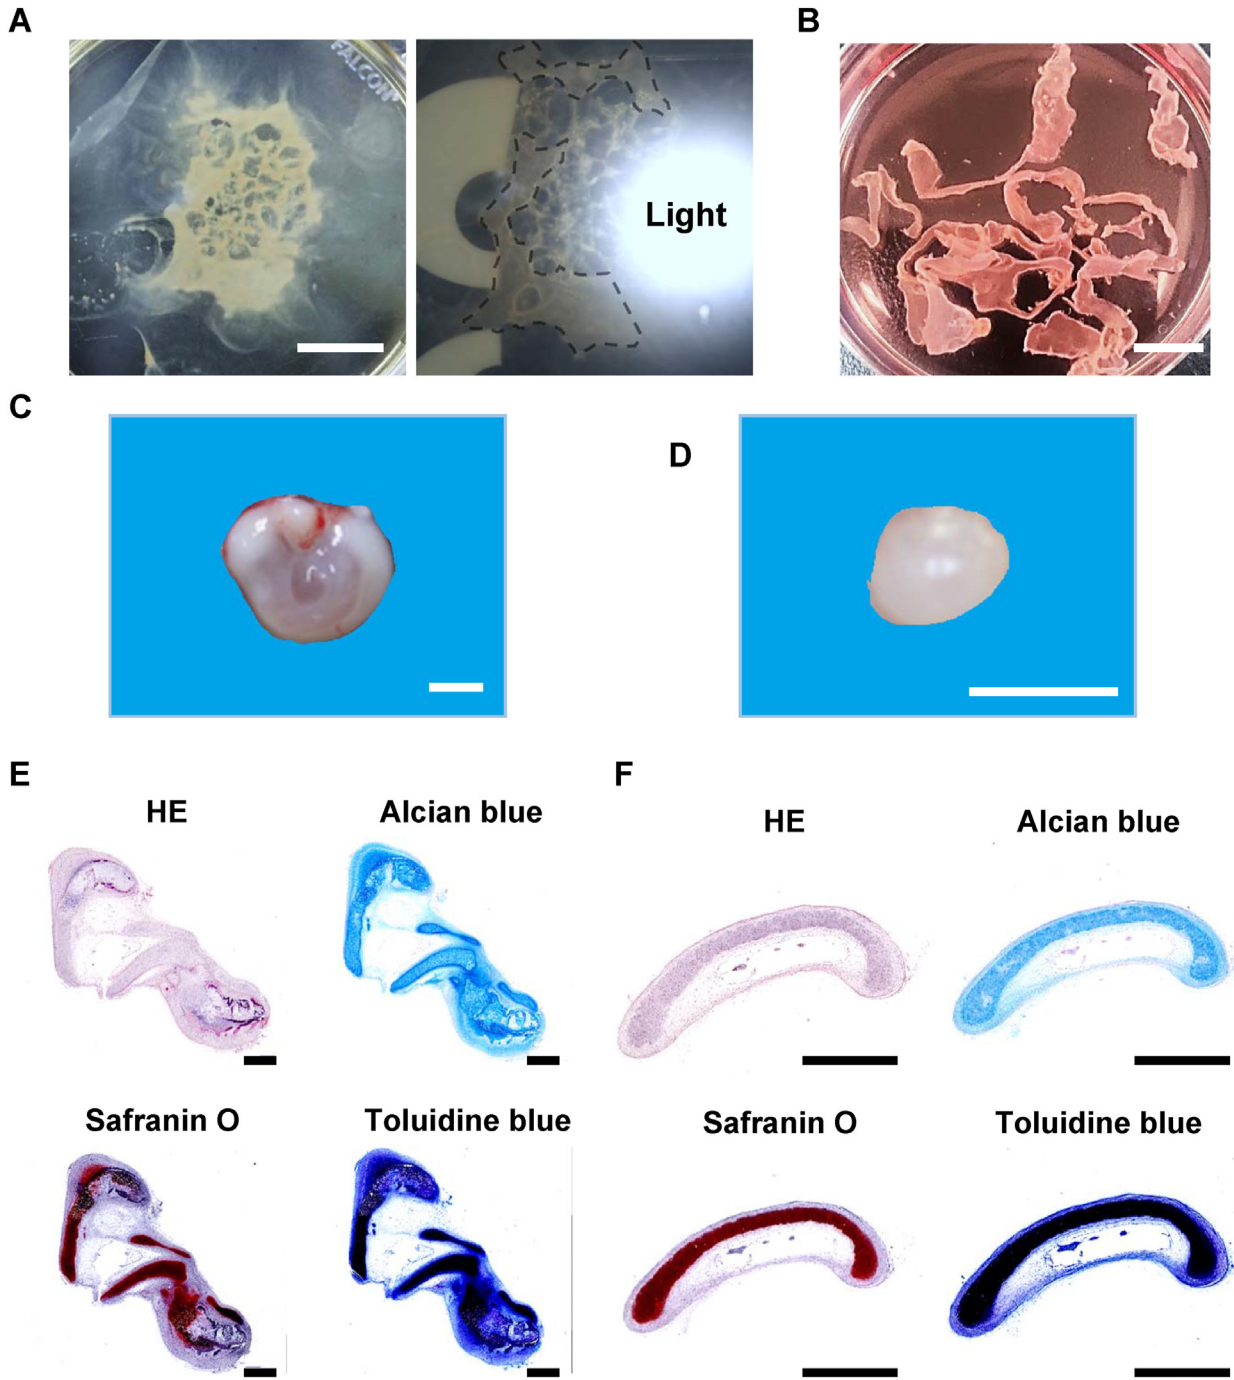 A
B
FALCON
Light
C
D
E
F
HE
Alcian blue
HE
Alcian blue
Safranin O
Toluidine blue
Safranin O
Toluidine blue